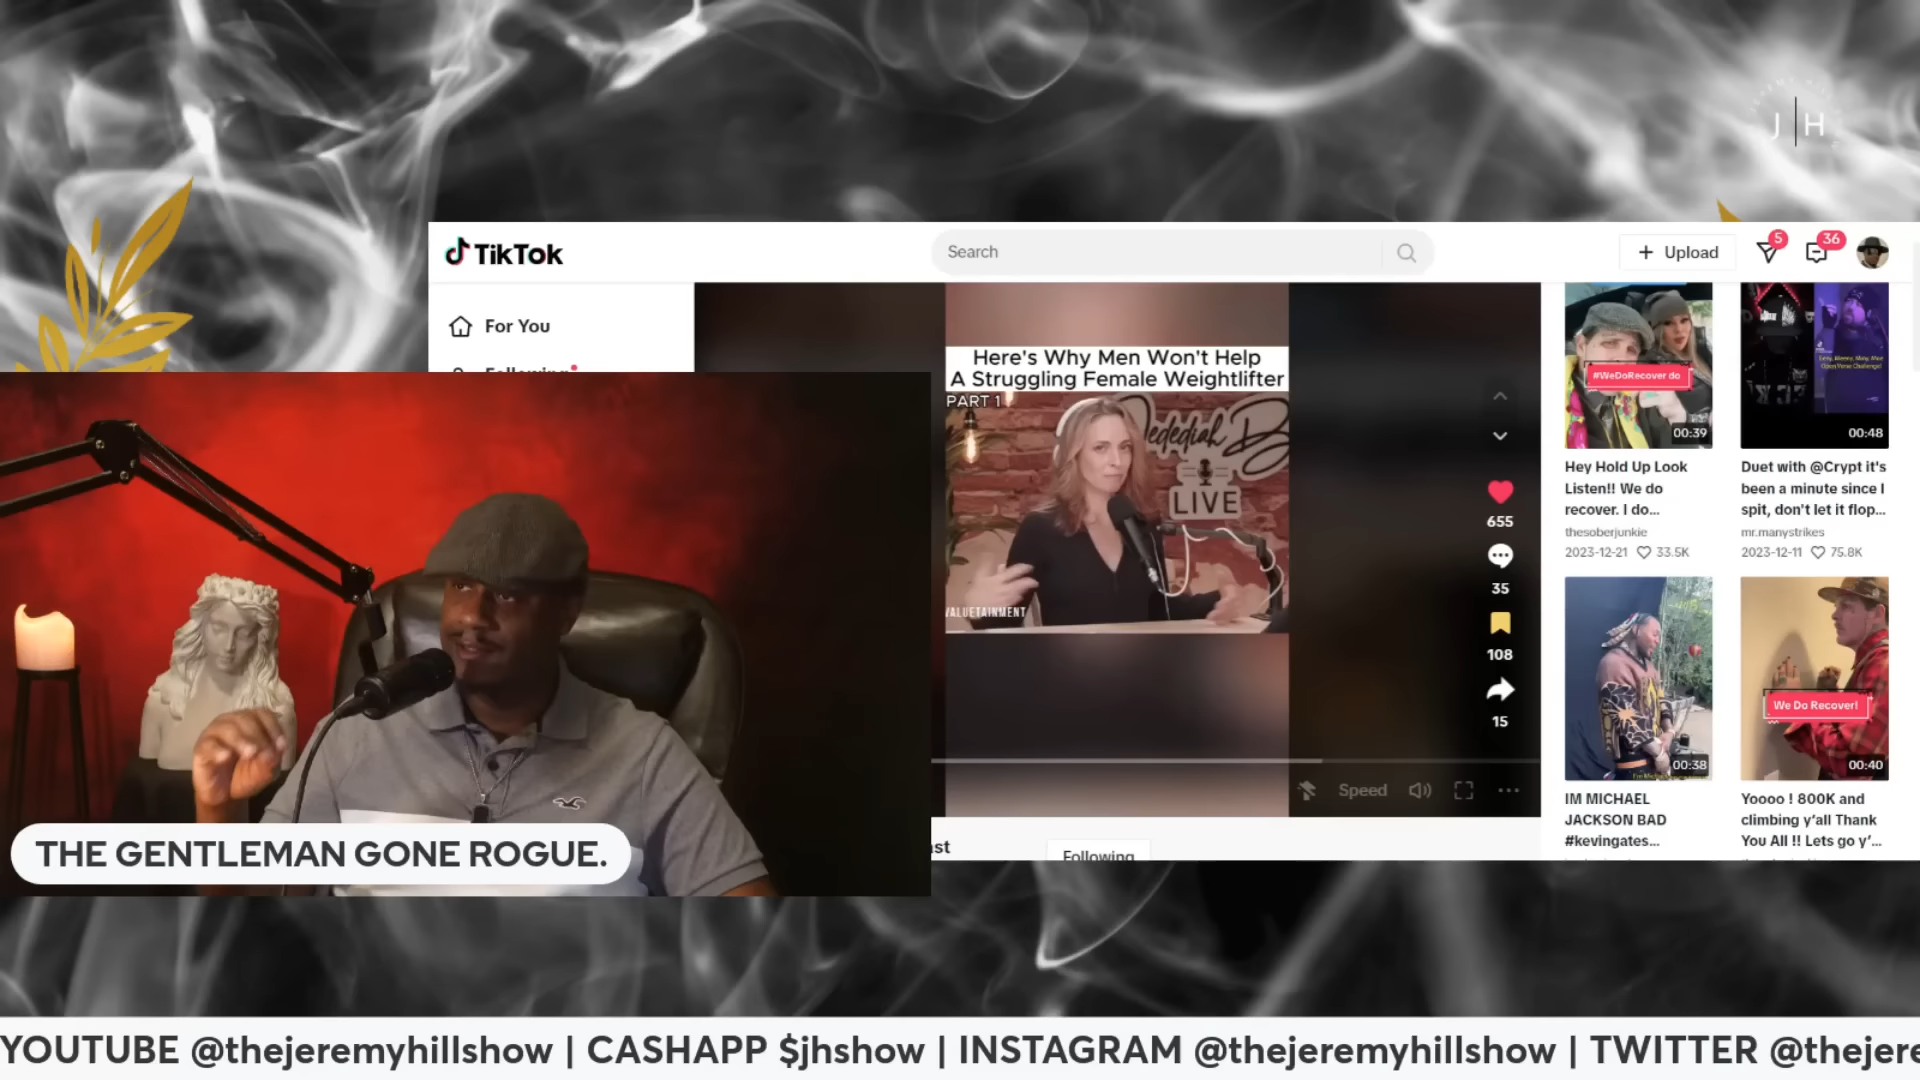 J|H
TikTok
Search
+ Upload
5
36
For You
Following
Here's Why Men Won't Help
A Struggling Female Weightlifter
PART 1
Jedediah B
LIVE
VALUETAINMENT
655
35
108
15
Speed
Following
#WeDoRecover do
00:39
Hey Hold Up Look
Listen!! We do
recover. I do...
thesoberjunkie
2023-12-21 33.5K
00:48
Duet with @Crypt it's
been a minute since I
spit, don't let it flop...
mr.manystrikes
2023-12-11 75.8K
00:38
IM MICHAEL
JACKSON BAD
#kevingates...
We Do Recover!
00:40
Yoooo ! 800K and
climbing y'all Thank
You All !! Lets go y'...
THE GENTLEMAN GONE ROGUE.
YOUTUBE @thejeremyhillshow | CASHAPP $jhshow | INSTAGRAM @thejeremyhillshow | TWITTER @thejere